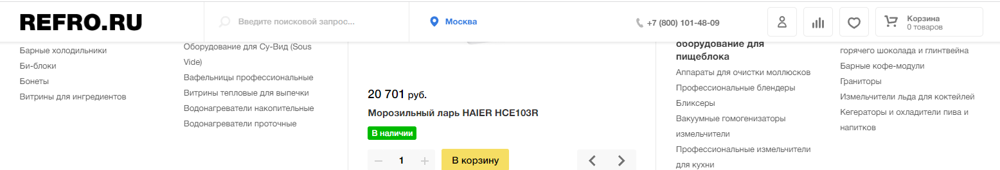 REFRO.RU
Введите поисковой запрос...
Москва
+7 (800) 101-48-09
Корзина
0 товаров
Барные холодильники
Би-блоки
Бонеты
Витрины для ингредиентов
Оборудование для Су-Вид (Sous
Vide)
Вафельницы профессиональные
Витрины тепловые для выпечки
Водонагреватели накопительные
Водонагреватели проточные
20 701 руб.
Морозильный ларь HAIER HCE103R
В наличии
− 1 +
В корзину
оборудование для
пищеблока
Аппараты для очистки моллюсков
Профессиональные блендеры
Бликсеры
Вакуумные гомогенизаторы
измельчители
Профессиональные измельчители
для кухни
горячего шоколада и глинтвейна
Барные кофе-модули
Граниторы
Измельчители льда для коктейлей
Кегераторы и охладители пива и
напитков